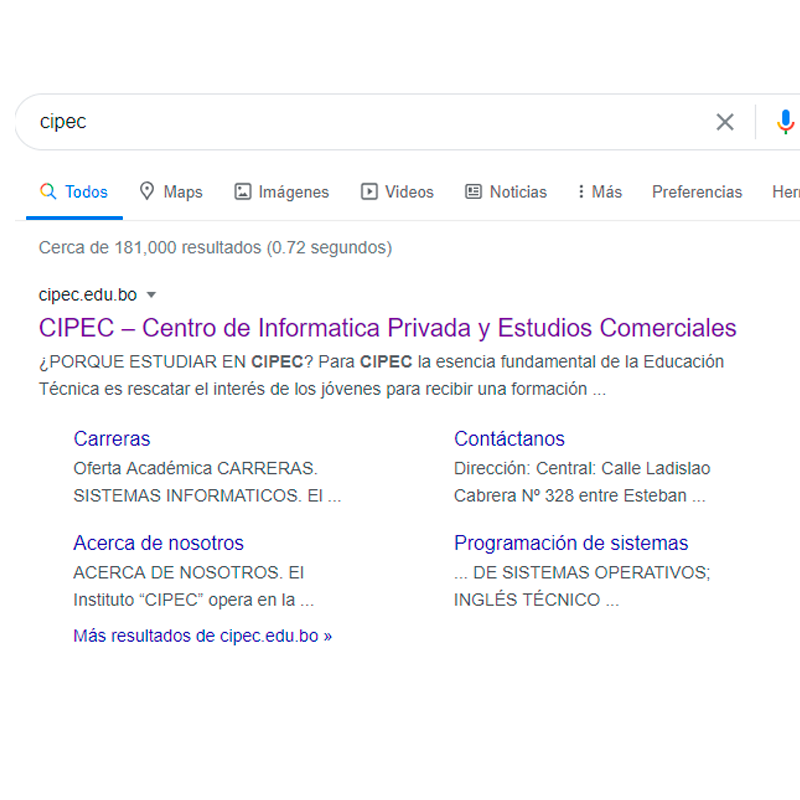 cipec
Todos Maps Imágenes Videos Noticias Más Preferencias
Cerca de 181,000 resultados (0.72 segundos)
cipec.edu.bo
CIPEC – Centro de Informatica Privada y Estudios Comerciales
¿PORQUE ESTUDIAR EN CIPEC? Para CIPEC la esencia fundamental de la Educación
Técnica es rescatar el interés de los jóvenes para recibir una formación ...
Carreras
Oferta Académica CARRERAS.
SISTEMAS INFORMATICOS. El ...
Contáctanos
Dirección: Central: Calle Ladislao
Cabrera Nº 328 entre Esteban ...
Acerca de nosotros
ACERCA DE NOSOTROS. El
Instituto “CIPEC” opera en la ...
Programación de sistemas
... DE SISTEMAS OPERATIVOS;
INGLÉS TÉCNICO ...
Más resultados de cipec.edu.bo »